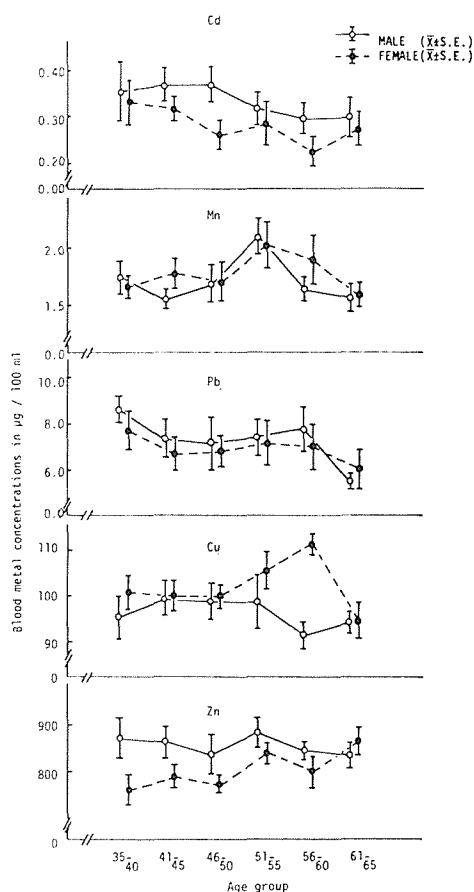 Cd
MALE (X̄±S.E.)
FEMALE(X̄±S.E.)
0.40
0.30
0.20
0.00
Mn
2.0
1.5
0.0
Pb
10.0
8.0
6.0
0.0
Cu
110
100
90
0
Zn
900
800
0
35-40 41-45 46-50 51-55 56-60 61-65
Age group
Blood metal concentrations in µg / 100 ml